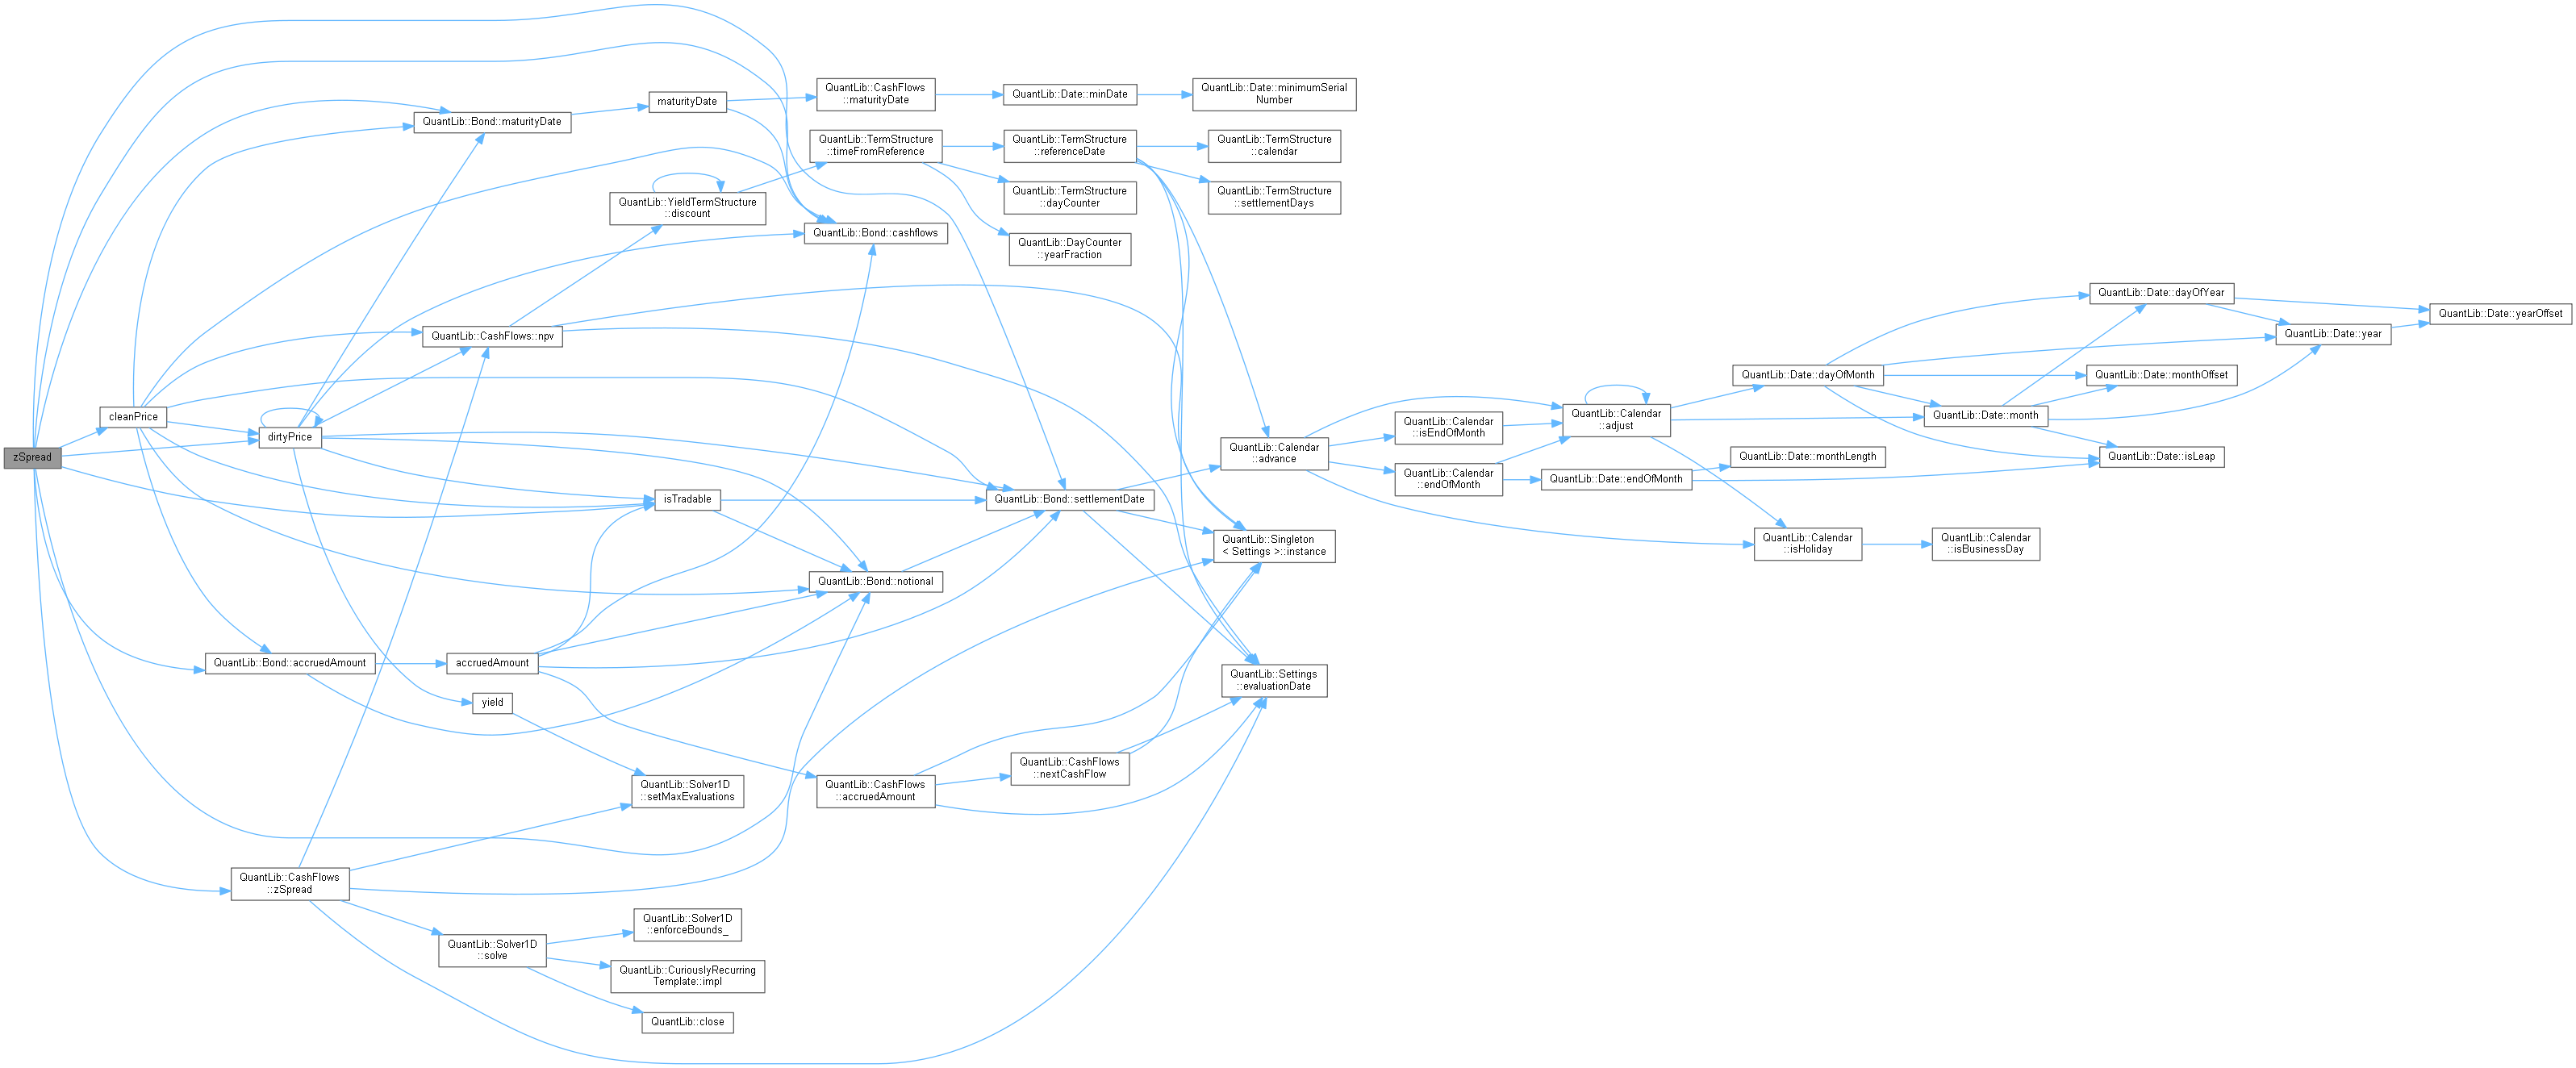 zSpread
cleanPrice
QuantLib::Bond::accruedAmount
QuantLib::CashFlows
::zSpread
dirtyPrice
QuantLib::Bond::maturityDate
QuantLib::CashFlows::npv
accruedAmount
yield
QuantLib::Solver1D
::solve
maturityDate
QuantLib::YieldTermStructure
::discount
isTradable
QuantLib::Solver1D
::setMaxEvaluations
QuantLib::Solver1D
::enforceBounds_
QuantLib::CuriouslyRecurring
Template::impl
QuantLib::close
QuantLib::CashFlows
::maturityDate
QuantLib::TermStructure
::timeFromReference
QuantLib::Bond::cashflows
QuantLib::Bond::notional
QuantLib::CashFlows
::accruedAmount
QuantLib::Date::minDate
QuantLib::TermStructure
::referenceDate
QuantLib::TermStructure
::dayCounter
QuantLib::DayCounter
::yearFraction
QuantLib::Bond::settlementDate
QuantLib::CashFlows
::nextCashFlow
QuantLib::Date::minimumSerial
Number
QuantLib::TermStructure
::calendar
QuantLib::TermStructure
::settlementDays
QuantLib::Calendar
::advance
QuantLib::Singleton
< Settings >::instance
QuantLib::Settings
::evaluationDate
QuantLib::Calendar
::isEndOfMonth
QuantLib::Calendar
::endOfMonth
QuantLib::Calendar
::adjust
QuantLib::Date::endOfMonth
QuantLib::Date::dayOfMonth
QuantLib::Date::monthLength
QuantLib::Calendar
::isHoliday
QuantLib::Date::month
QuantLib::Calendar
::isBusinessDay
QuantLib::Date::dayOfYear
QuantLib::Date::monthOffset
QuantLib::Date::isLeap
QuantLib::Date::year
QuantLib::Date::yearOffset